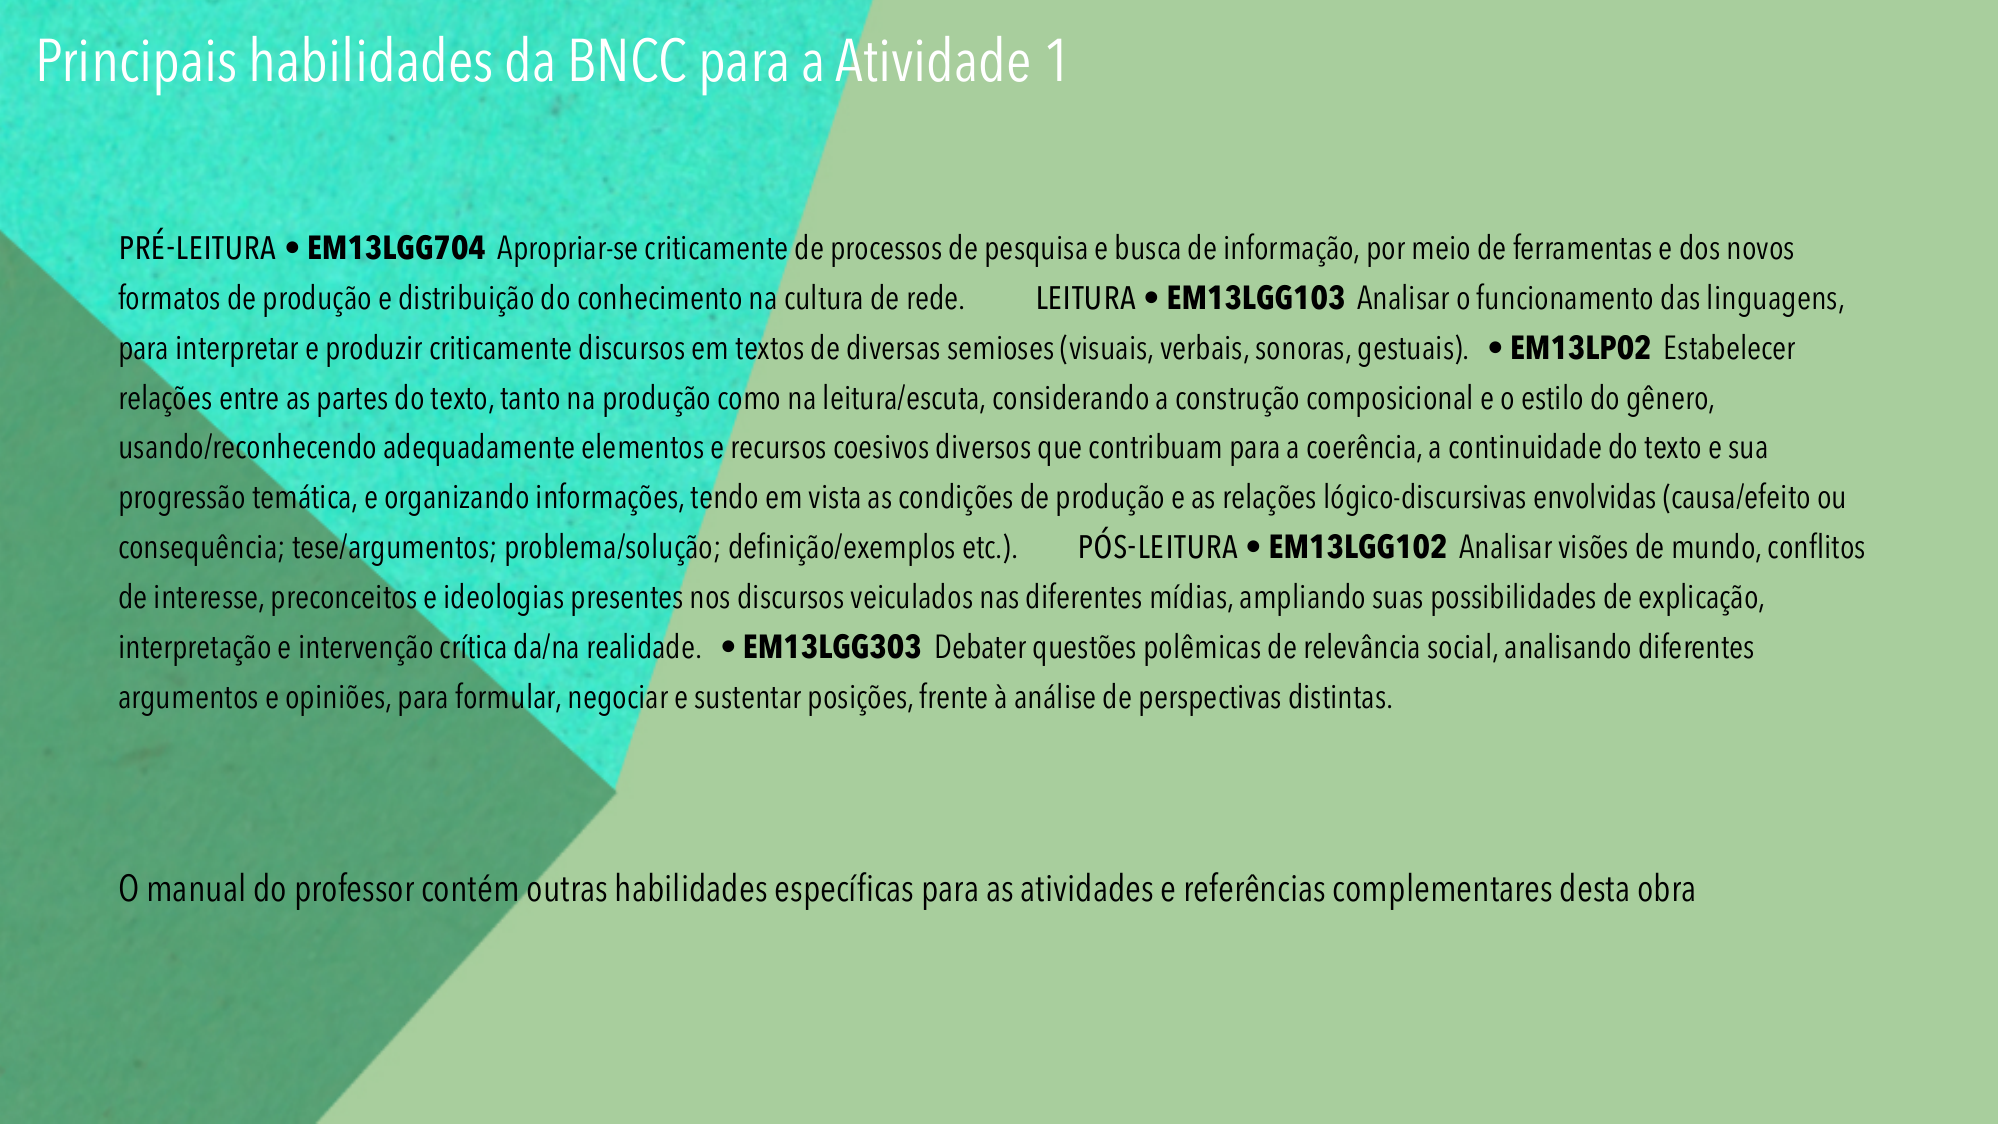 Principais habilidades da BNCC para a Atividade 1
PRÉ-LEITURA • EM13LGG704 Apropriar-se criticamente de processos de pesquisa e busca de informação, por meio de ferramentas e dos novos
formatos de produção e distribuição do conhecimento na cultura de rede. LEITURA • EM13LGG103 Analisar o funcionamento das linguagens,
para interpretar e produzir criticamente discursos em textos de diversas semioses (visuais, verbais, sonoras, gestuais). • EM13LP02 Estabelecer
relações entre as partes do texto, tanto na produção como na leitura/escuta, considerando a construção composicional e o estilo do gênero,
usando/reconhecendo adequadamente elementos e recursos coesivos diversos que contribuam para a coerência, a continuidade do texto e sua
progressão temática, e organizando informações, tendo em vista as condições de produção e as relações lógico-discursivas envolvidas (causa/efeito ou
consequência; tese/argumentos; problema/solução; definição/exemplos etc.). PÓS-LEITURA • EM13LGG102 Analisar visões de mundo, conflitos
de interesse, preconceitos e ideologias presentes nos discursos veiculados nas diferentes mídias, ampliando suas possibilidades de explicação,
interpretação e intervenção crítica da/na realidade. • EM13LGG303 Debater questões polêmicas de relevância social, analisando diferentes
argumentos e opiniões, para formular, negociar e sustentar posições, frente à análise de perspectivas distintas.
O manual do professor contém outras habilidades específicas para as atividades e referências complementares desta obra